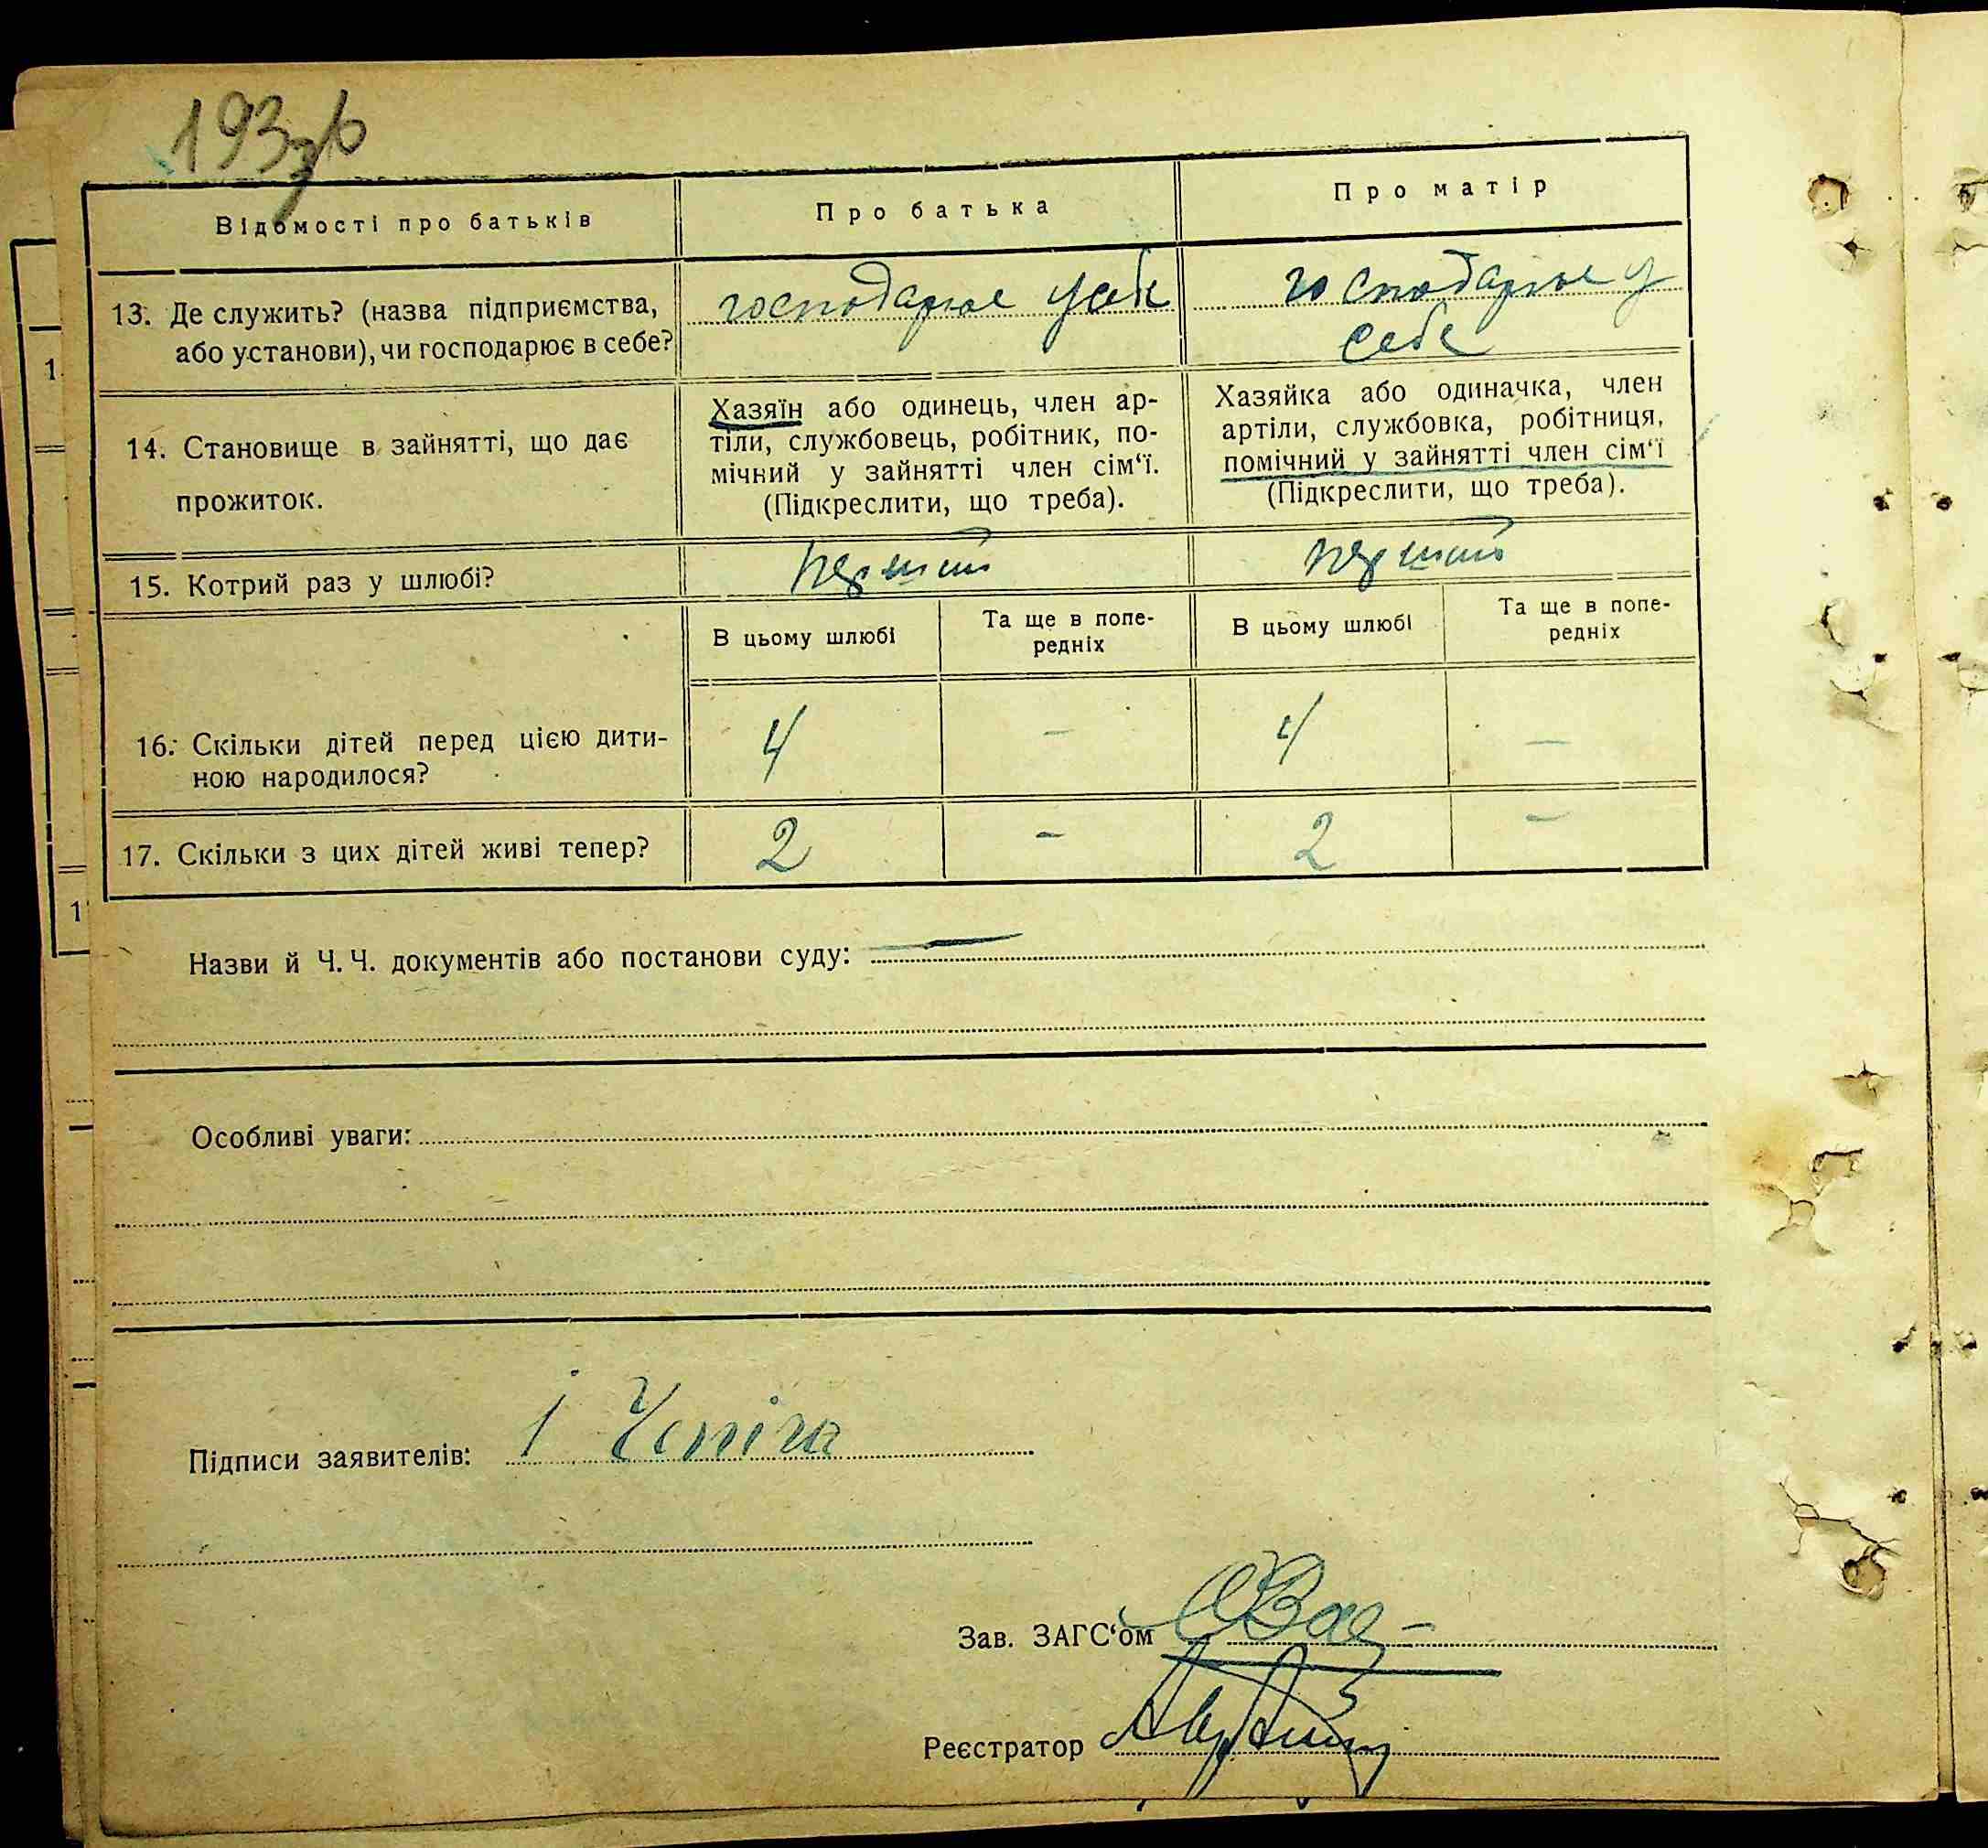 193зв
Відомості про батьків
Про батька
Про матір
13. Де служить? (назва підприємства,
або установи), чи господарює в себе?
господарює у себе
господарює у
себе
14. Становище в зайнятті, що дає
прожиток.
Хазяїн або одинець, член ар-
тіли, службовець, робітник, по-
мічний у зайнятті член сім'ї.
(Підкреслити, що треба).
Хазяйка або одиначка, член
артіли, службовка, робітниця,
помічний у зайнятті член сім'ї
(Підкреслити, що треба).
15. Котрий раз у шлюбі?
перший
перший
В цьому шлюбі
Та ще в попе-
редніх
В цьому шлюбі
Та ще в попе-
редніх
16. Скільки дітей перед цією дити-
ною народилося?
4
–
4
–
17. Скільки з цих дітей живі тепер?
2
–
2
–
Назви й Ч. Ч. документів або постанови суду: —
Особливі уваги:
Підписи заявителів:
Зав. ЗАГС'ом
Реєстратор
1
1